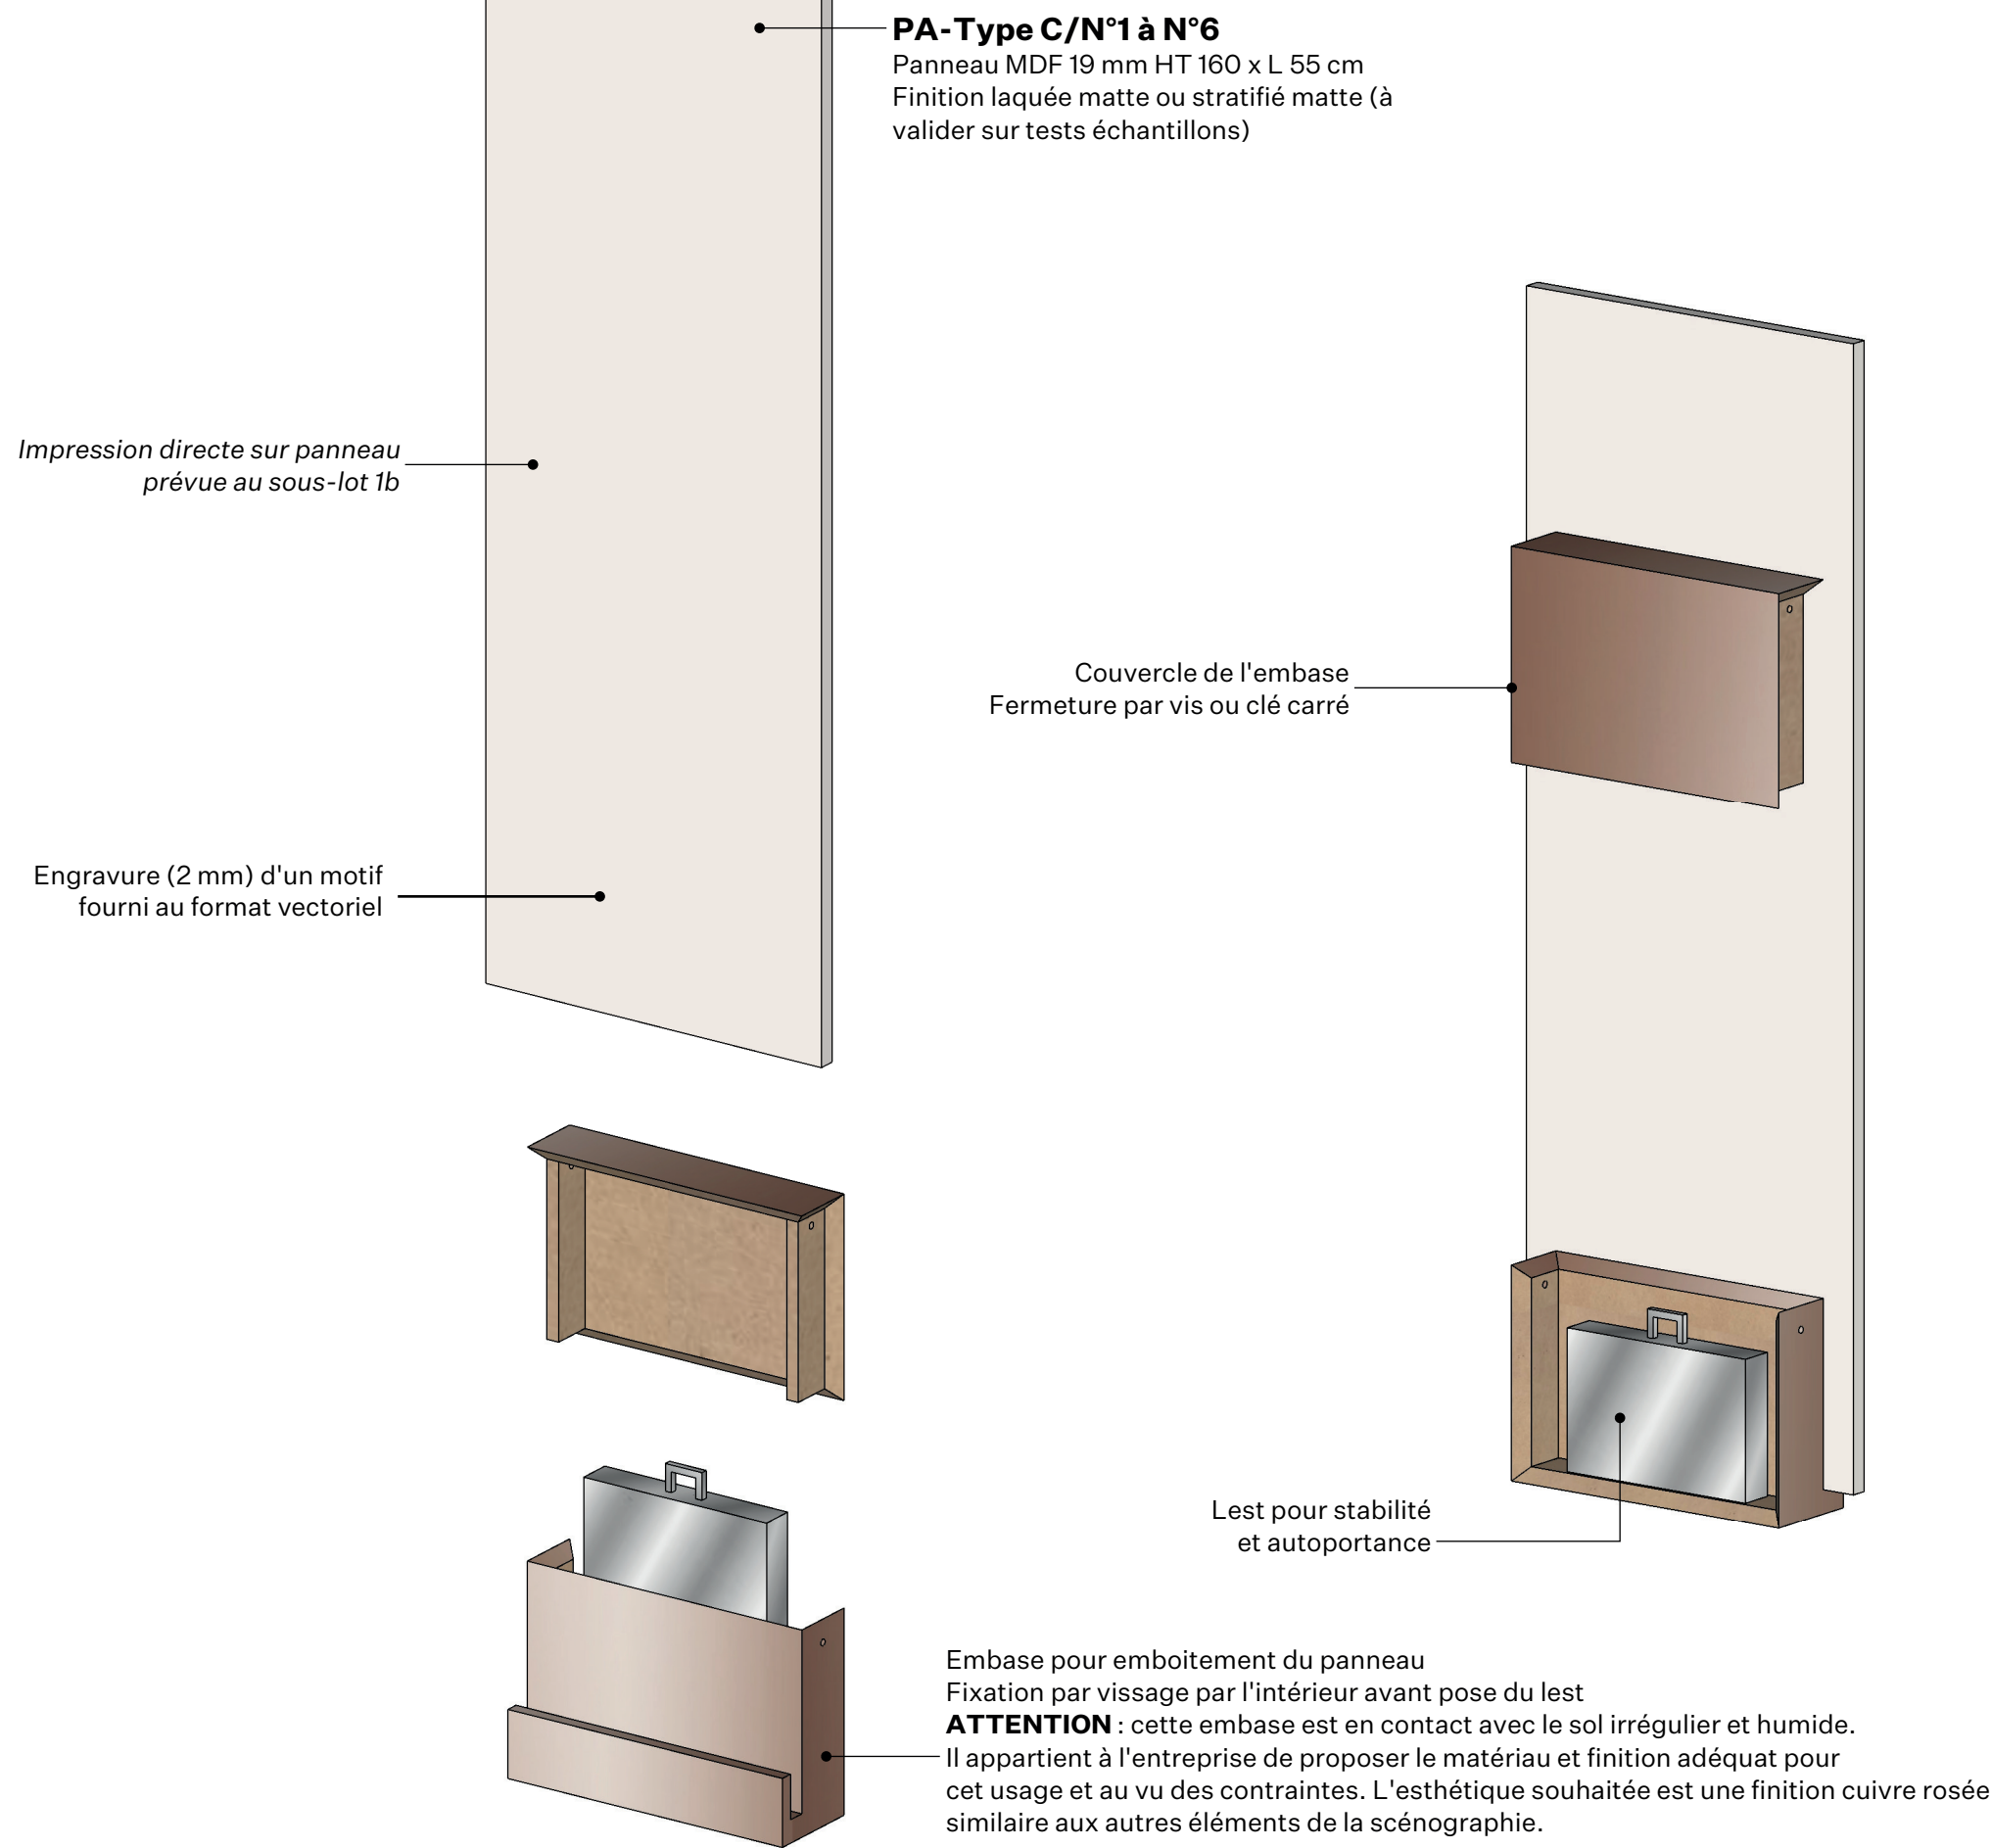 PA-Type C/N°1 à N°6
Panneau MDF 19 mm HT 160 x L 55 cm
Finition laquée matte ou stratifié matte (à
valider sur tests échantillons)
Impression directe sur panneau
prévue au sous-lot 1b
Couvercle de l'embase
Fermeture par vis ou clé carré
Engravure (2 mm) d'un motif
fourni au format vectoriel
Lest pour stabilité
et autoportance
Embase pour emboitement du panneau
Fixation par vissage par l'intérieur avant pose du lest
ATTENTION : cette embase est en contact avec le sol irrégulier et humide.
Il appartient à l'entreprise de proposer le matériau et finition adéquat pour
cet usage et au vu des contraintes. L'esthétique souhaitée est une finition cuivre rosée
similaire aux autres éléments de la scénographie.